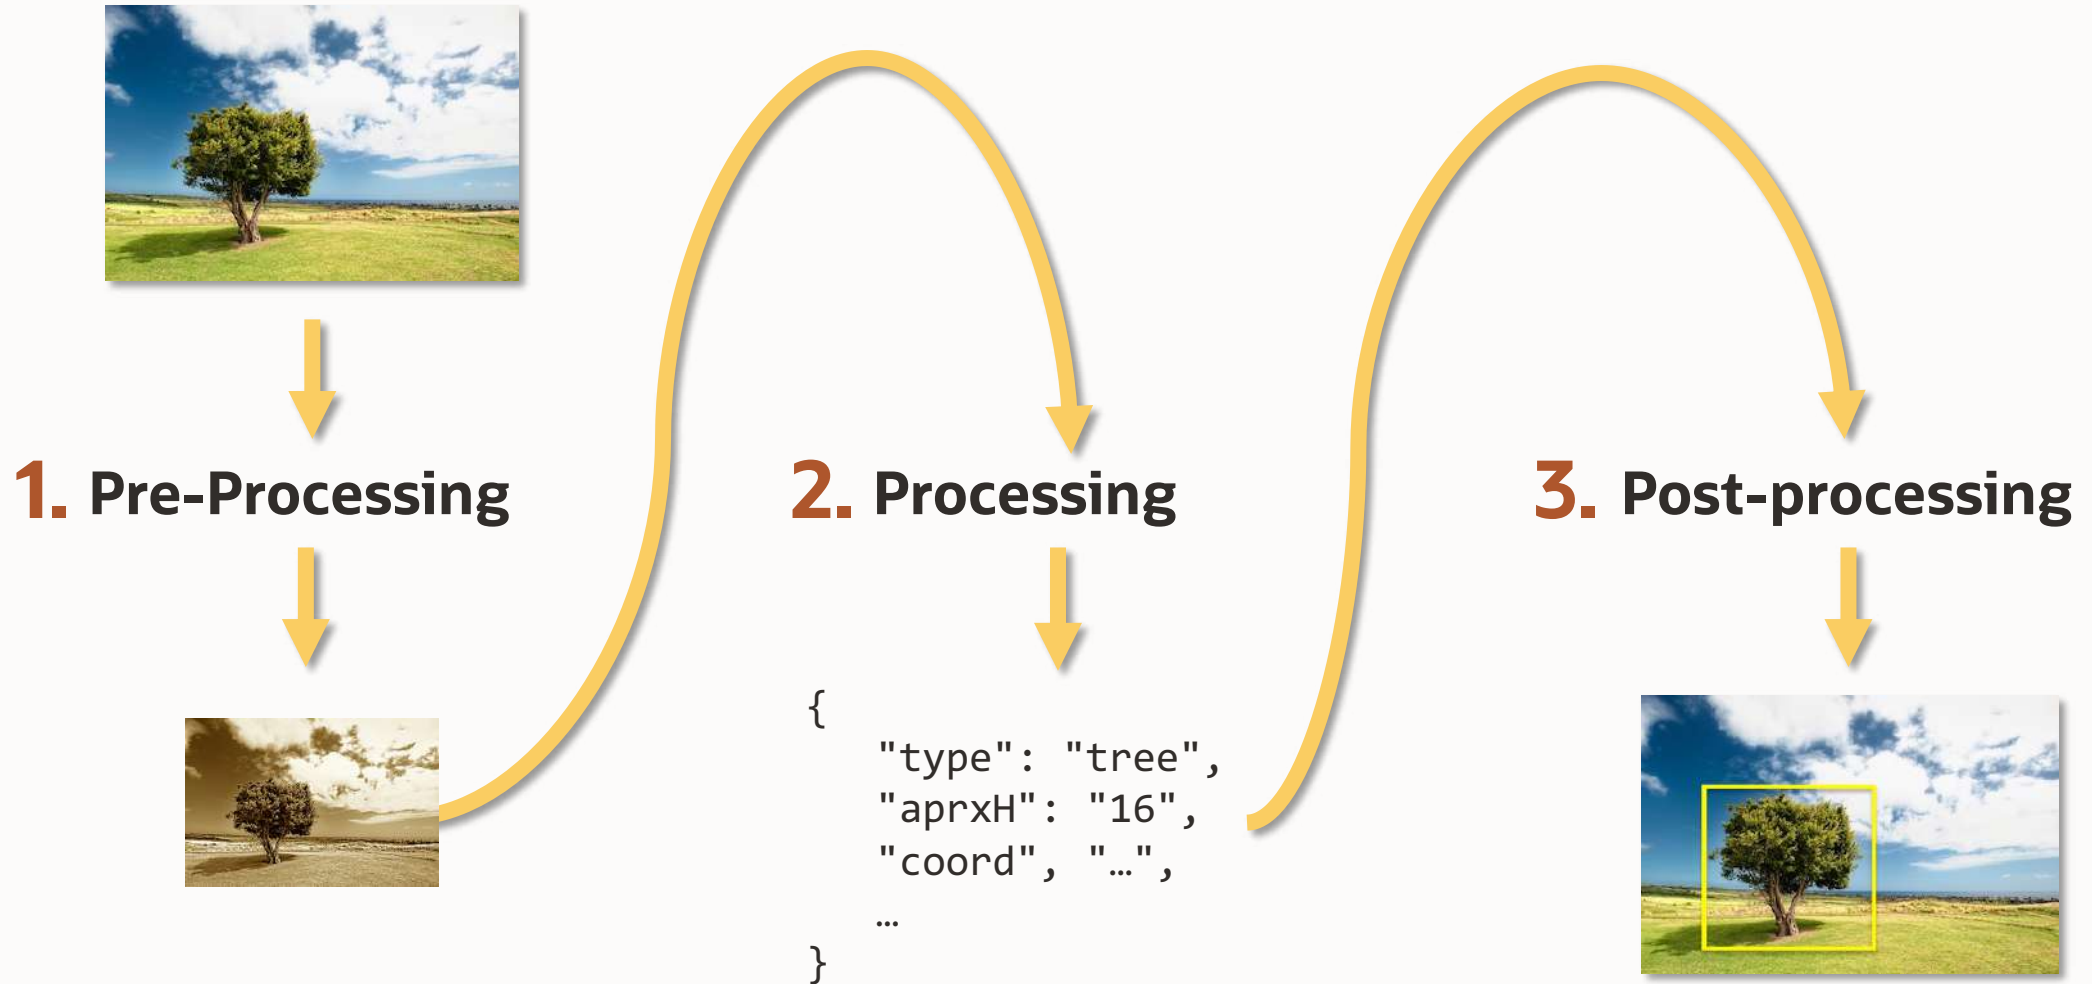 1. Pre-Processing
2. Processing
3. Post-processing
{
"type": "tree",
"aprxH": "16",
"coord", "…",
…
}